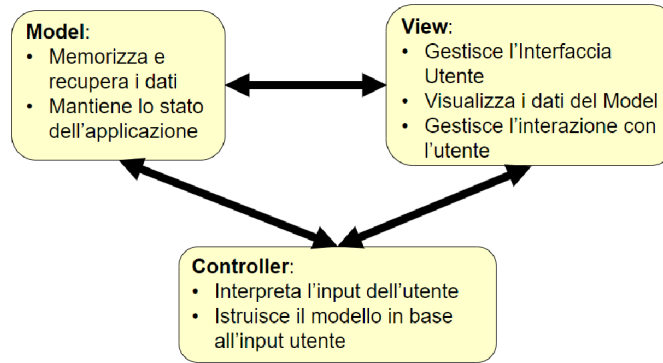 Model:
• Memorizza e
recupera i dati
• Mantiene lo stato
dell'applicazione
View:
• Gestisce l'Interfaccia
Utente
• Visualizza i dati del Model
• Gestisce l'interazione con
l'utente
Controller:
• Interpreta l'input dell'utente
• Istruisce il modello in base
all'input utente